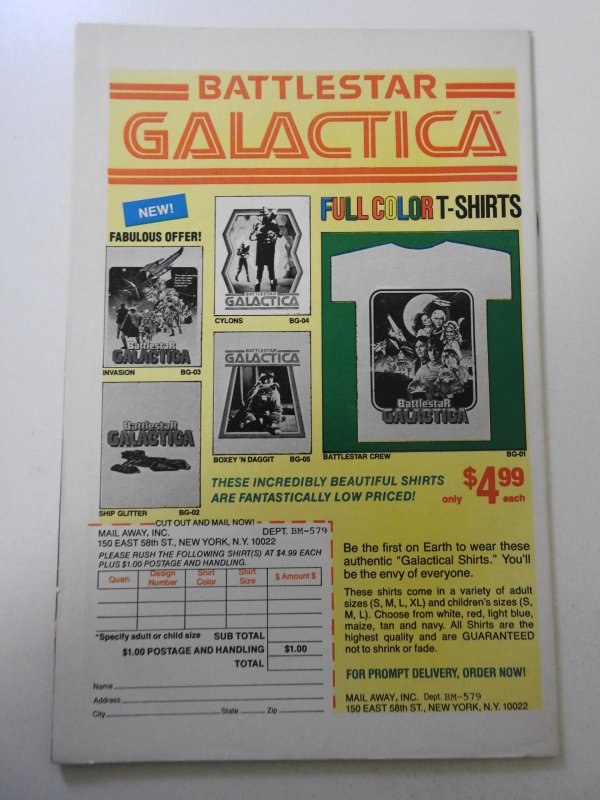 BATTLESTAR
GALACTICA™
NEW!
FABULOUS OFFER!
FULL COLOR T-SHIRTS
BATTLESTAR
GALACTICA
CYLONS BG-04
Battlestar
GALACTICA
INVASION BG-03
BATTLESTAR
GALACTICA
BOXEY 'N DAGGIT BG-05
Battlestar
GALACTICA
SHIP GLITTER BG-02
Battlestar
GALACTICA
BATTLESTAR CREW BG-01
THESE INCREDIBLY BEAUTIFUL SHIRTS
ARE FANTASTICALLY LOW PRICED!
only $4.99 each
CUT OUT AND MAIL NOW!
MAIL AWAY, INC. DEPT. BM-579
150 EAST 58th ST., NEW YORK, N.Y. 10022
PLEASE RUSH THE FOLLOWING SHIRT(S) AT $4.99 EACH
PLUS $1.00 POSTAGE AND HANDLING.
Quan. Design Number Shirt Color Shirt Size $ Amount $
*Specify adult or child size SUB TOTAL
$1.00 POSTAGE AND HANDLING $1.00
TOTAL
Name
Address
City State Zip
Be the first on Earth to wear these
authentic "Galactical Shirts." You'll
be the envy of everyone.
These shirts come in a variety of adult
sizes (S, M, L, XL) and children's sizes (S,
M, L). Choose from white, red, light blue,
maize, tan and navy. All Shirts are the
highest quality and are GUARANTEED
not to shrink or fade.
FOR PROMPT DELIVERY, ORDER NOW!
MAIL AWAY, INC. Dept. BM-579
150 EAST 58th ST., NEW YORK, N.Y. 10022